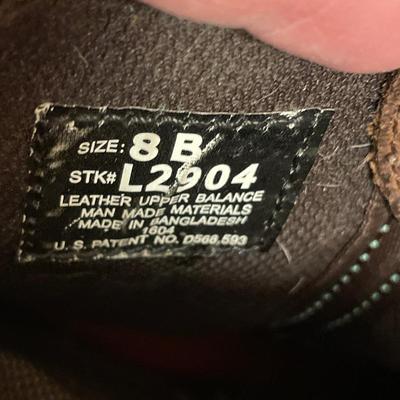 SIZE: 8 B
STK# L2904
LEATHER UPPER BALANCE
MAN MADE MATERIALS
MADE IN BANGLADESH
1604
U.S. PATENT NO. D568,593